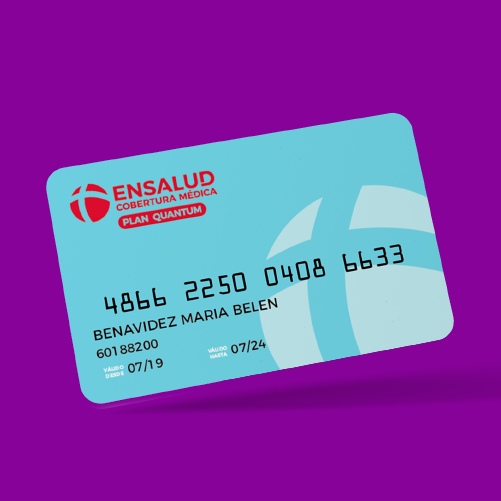 ENSALUD
COBERTURA MÉDICA
PLAN QUANTUM
4866 2250 0408 6633
BENAVIDEZ MARIA BELEN
60188200
VÁLIDO DESDE 07/19
VÁLIDO HASTA 07/24